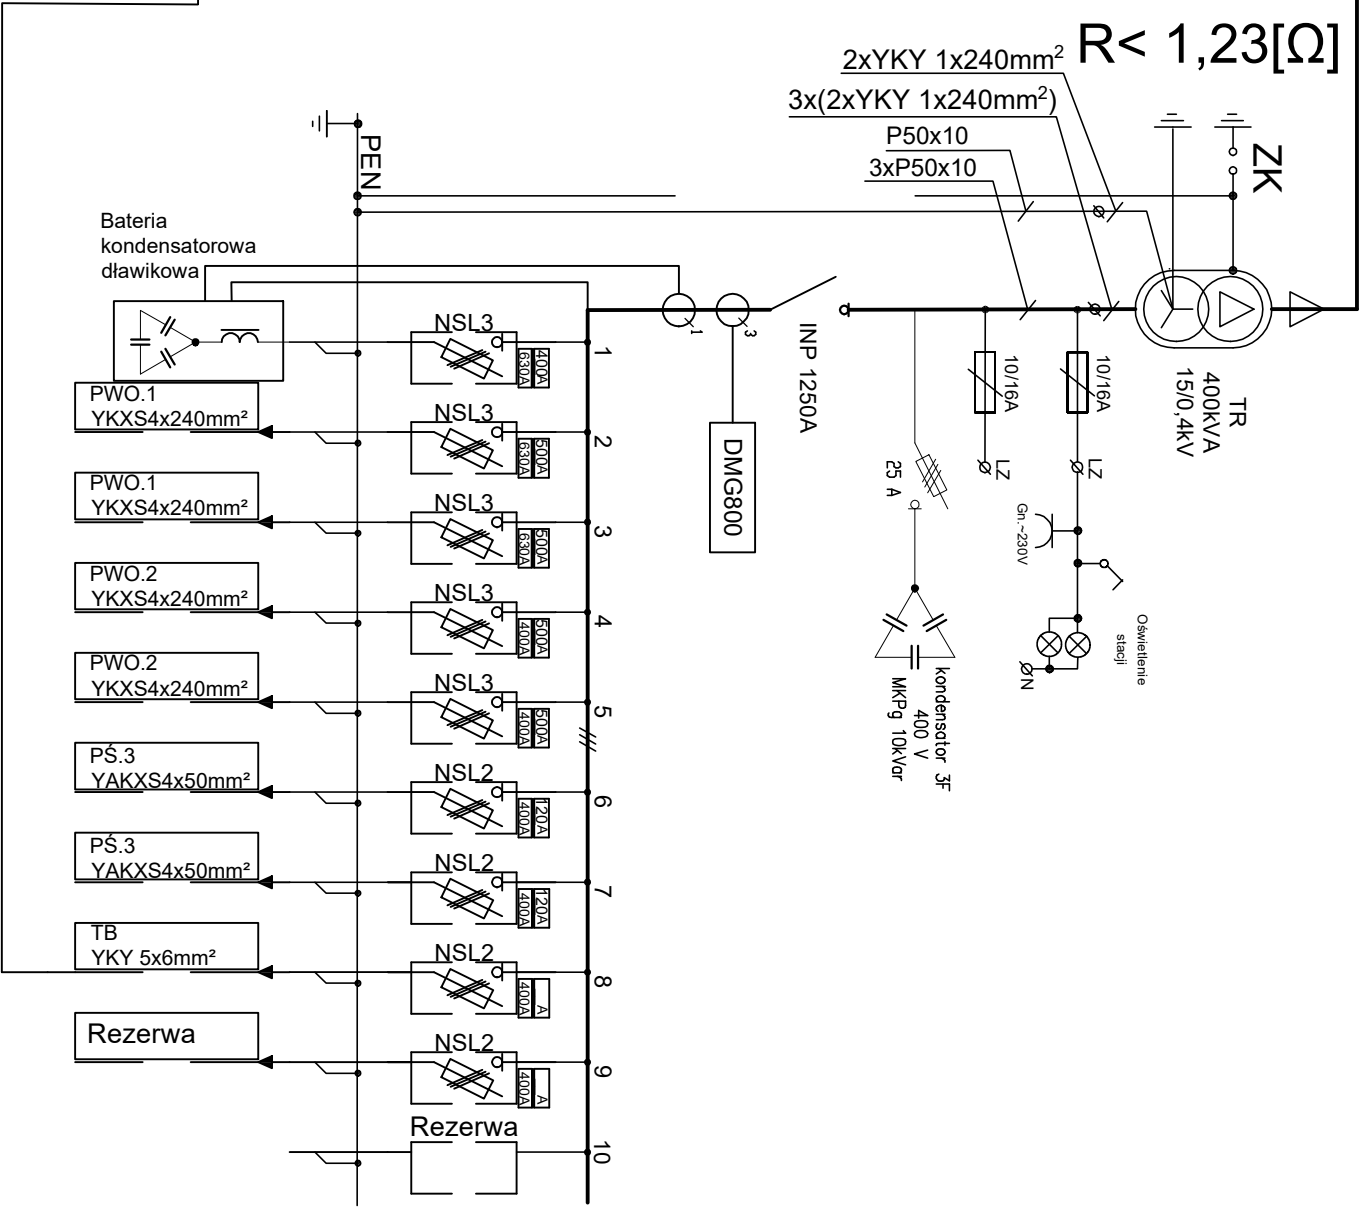 R< 1,23[Ω]
2xYKY 1x240mm²
3x(2xYKY 1x240mm²)
P50x10
3xP50x10
ZK
PEN
Bateria
kondensatorowa
dławikowa
TR
400kVA
15/0,4kV
INP 1250A
1
3
DMG800
10/16A
10/16A
LZ
LZ
25 A
Gn.~230V
Oświetlenie
stacji
N
kondensator 3F
400 V
MKPg 10kVar
NSL3
400A
630A
1
PWO.1
YKXS4x240mm²
NSL3
500A
630A
2
PWO.1
YKXS4x240mm²
NSL3
500A
630A
3
PWO.2
YKXS4x240mm²
NSL3
500A
400A
4
PWO.2
YKXS4x240mm²
NSL3
500A
400A
5
PŚ.3
YAKXS4x50mm²
NSL2
120A
400A
6
PŚ.3
YAKXS4x50mm²
NSL2
120A
400A
7
TB
YKY 5x6mm²
NSL2
A
400A
8
Rezerwa
NSL2
A
400A
9
Rezerwa
10